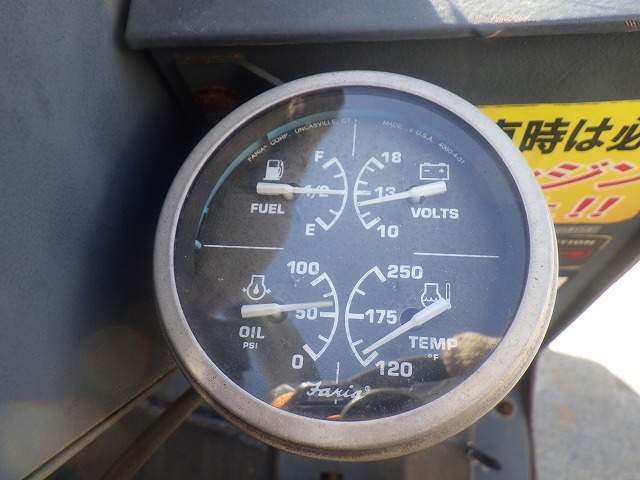 FARIA® CORP. UNCASVILLE, CT
MADE
U.S.A.
F
1/2
E
FUEL
18
13
10
VOLTS
100
50
0
OIL
PSI
250
175
120
TEMP
°F
Faria®
時は必
ジン
!!